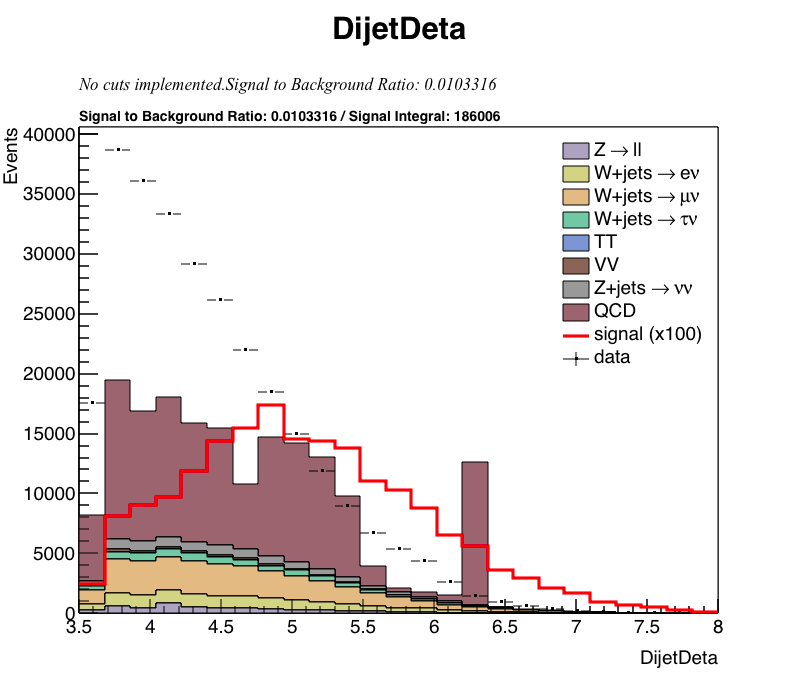 DijetDeta
No cuts implemented.Signal to Background Ratio: 0.0103316
Signal to Background Ratio: 0.0103316 / Signal Integral: 186006
Events
40000
35000
30000
25000
20000
15000
10000
5000
0
Z → ll
W+jets → eν
W+jets → μν
W+jets → τν
TT
VV
Z+jets → νν
QCD
signal (x100)
data
3.5 4 4.5 5 5.5 6 6.5 7 7.5 8
DijetDeta